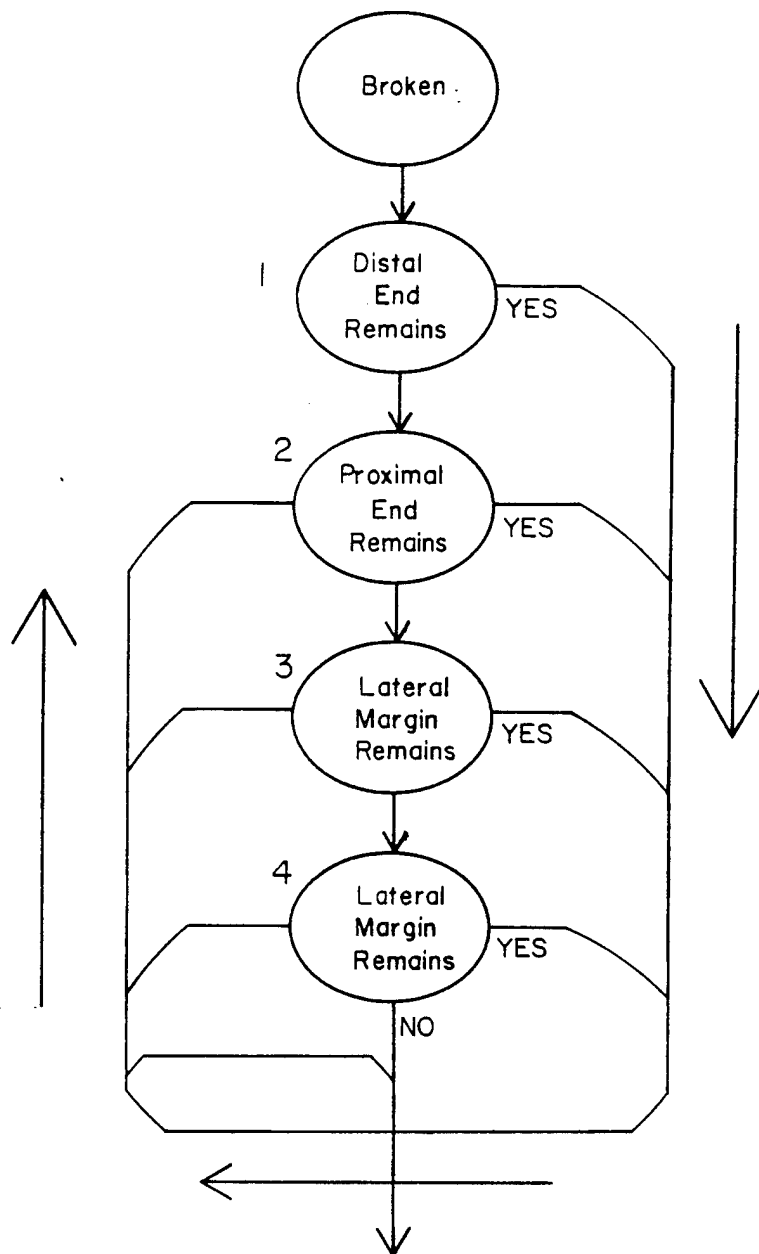 Broken
1
Distal
End
Remains
YES
2
Proximal
End
Remains
YES
3
Lateral
Margin
Remains
YES
4
Lateral
Margin
Remains
YES
NO